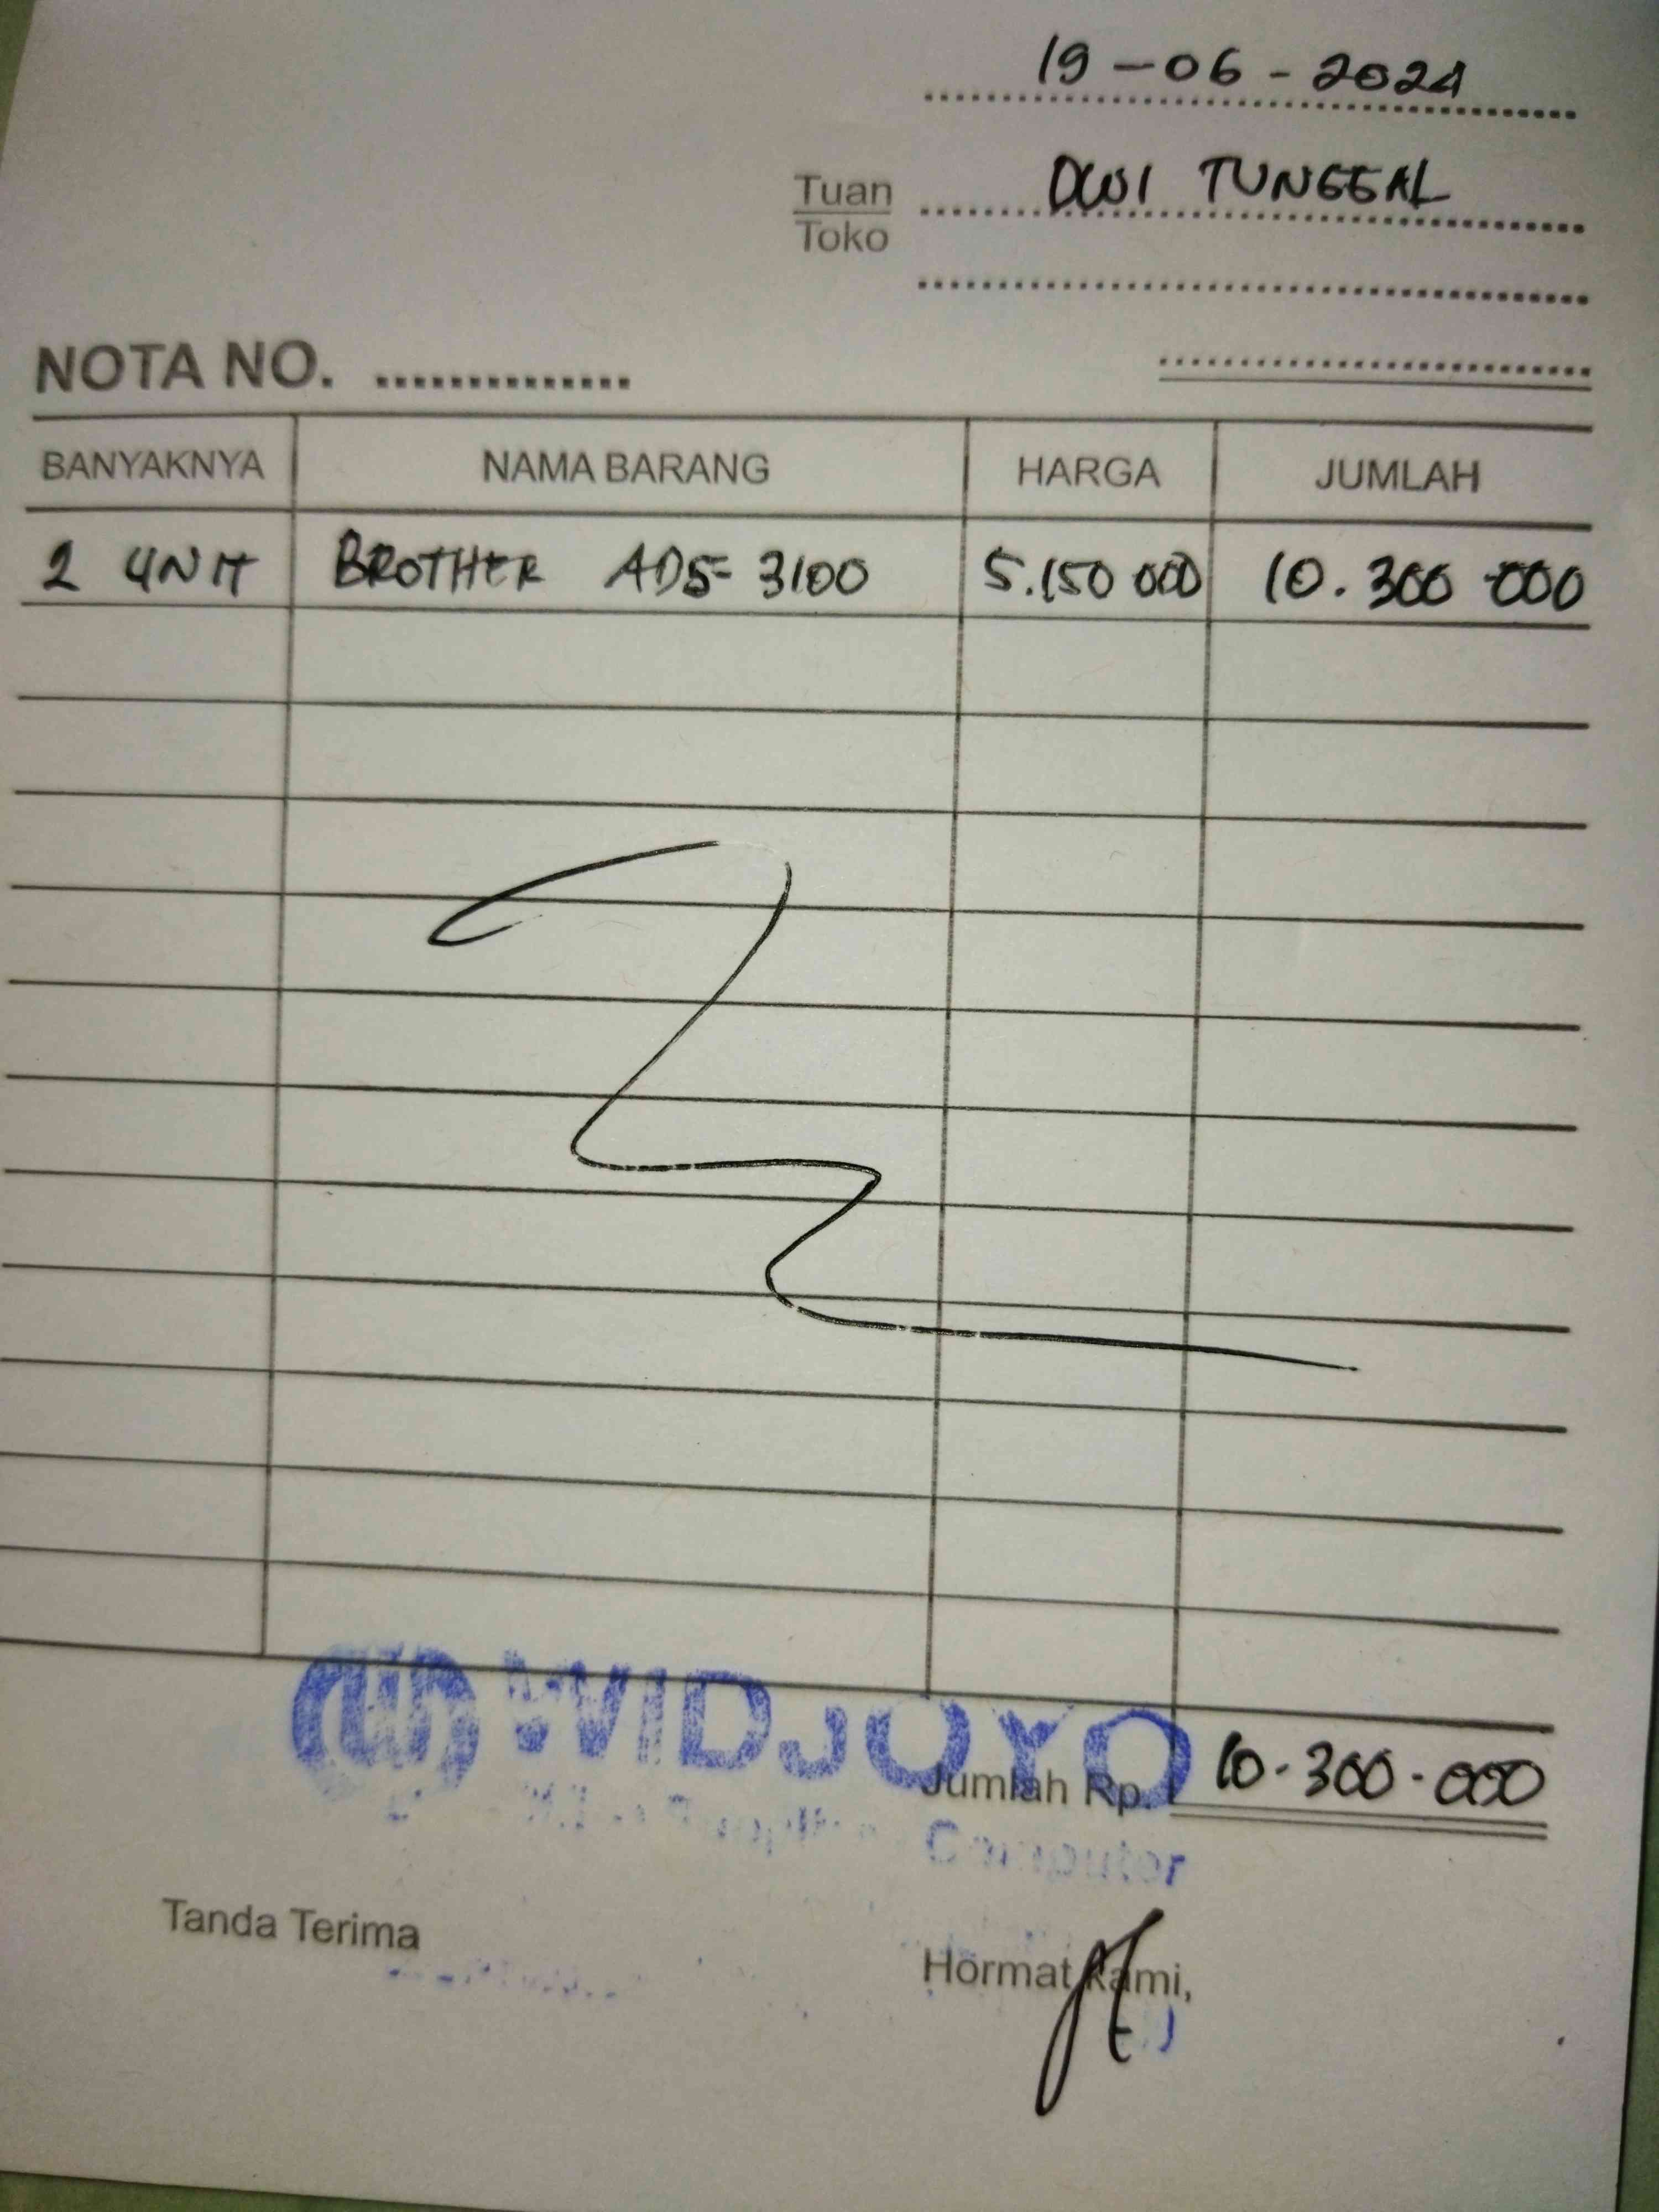 19-06-2024
Tuan
Toko
DWI TUNGGAL
NOTA NO.
BANYAKNYA NAMA BARANG HARGA JUMLAH
2 UNIT BROTHER ADS-3100 5.150 000 10.300.000
WIDJOYO
Jumlah Rp. 10.300.000
Computer
Tanda Terima
Hormat Kami,